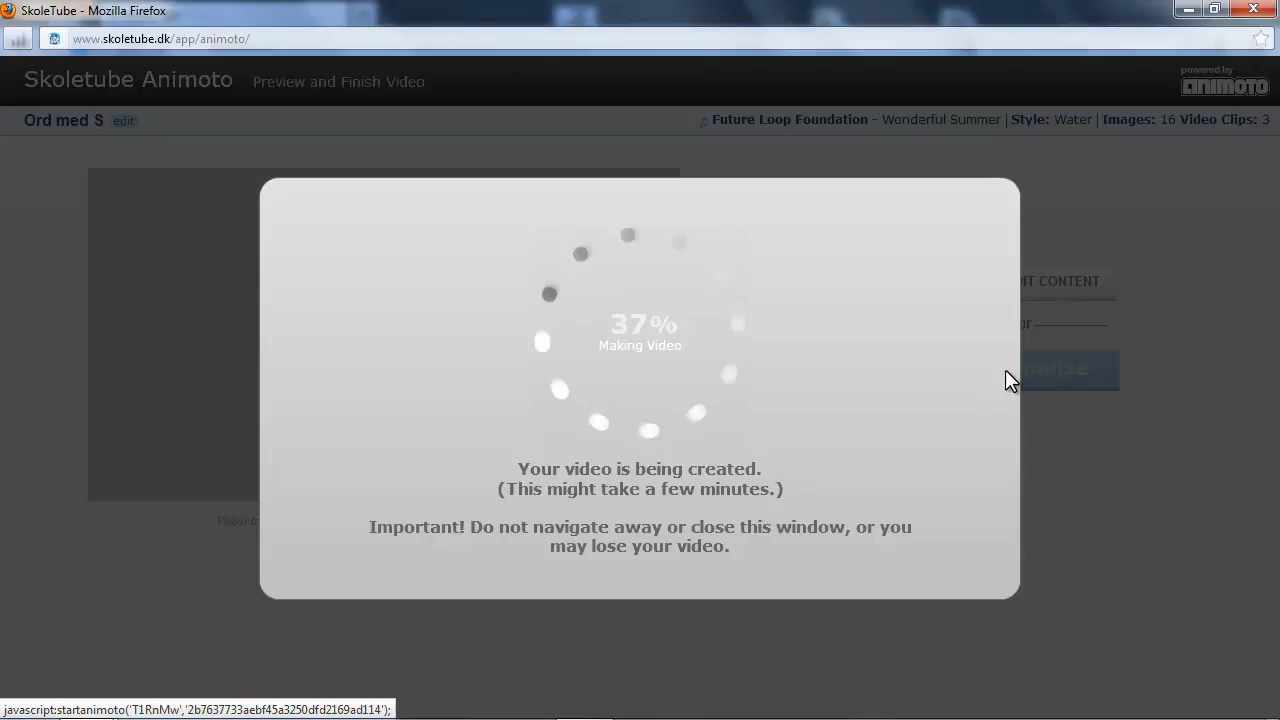 SkoleTube - Mozilla Firefox
www.skoletube.dk/app/animoto/
Skoletube Animoto Preview and Finish Video
powered by
ANIMOTO
Ord med S edit
Future Loop Foundation - Wonderful Summer | Style: Water | Images: 16 Video Clips: 3
37%
Making Video
Your video is being created.
(This might take a few minutes.)
Important! Do not navigate away or close this window, or you
may lose your video.
CONTENT
or
javascript:startanimoto('T1RnMw','2b7637733aebf45a3250dfd2169ad114');